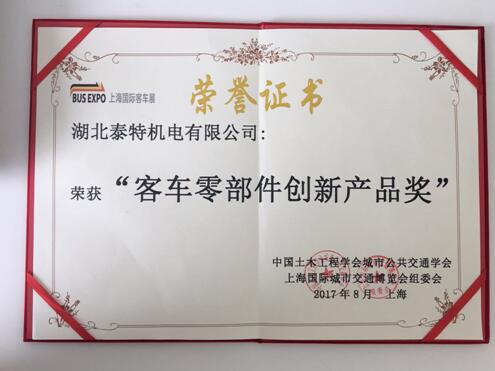 BUS EXPO 上海国际客车展
荣誉证书
湖北泰特机电有限公司:
荣获“客车零部件创新产品奖”
中国土木工程学会城市公共交通学会
上海国际城市交通博览会组委会
2017年8月 上海